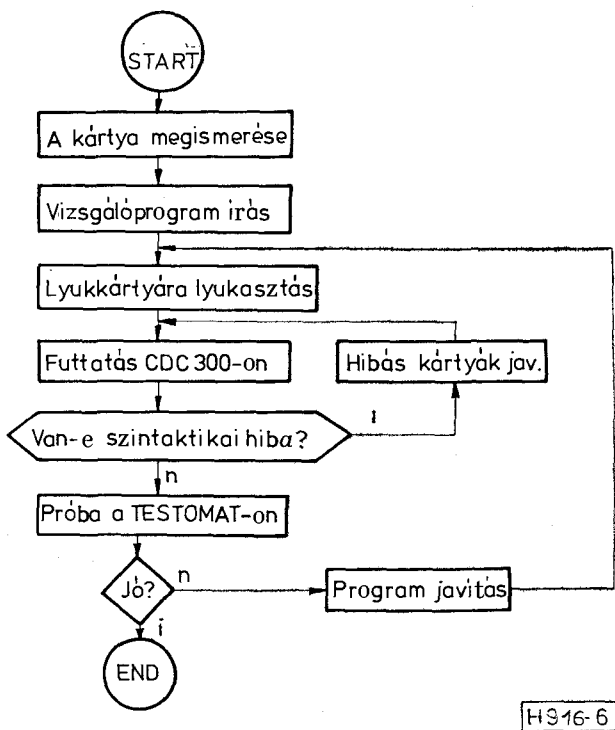 START
A kártya megismerése
Vizsgálóprogram írás
Lyukkártyára lyukasztás
Futtatás CDC 300-on
Hibás kártyák jav.
Van-e szintaktikai hiba?
i
n
Próba a TESTOMAT-on
Jó?
n
Program javítás
i
END
H916-6